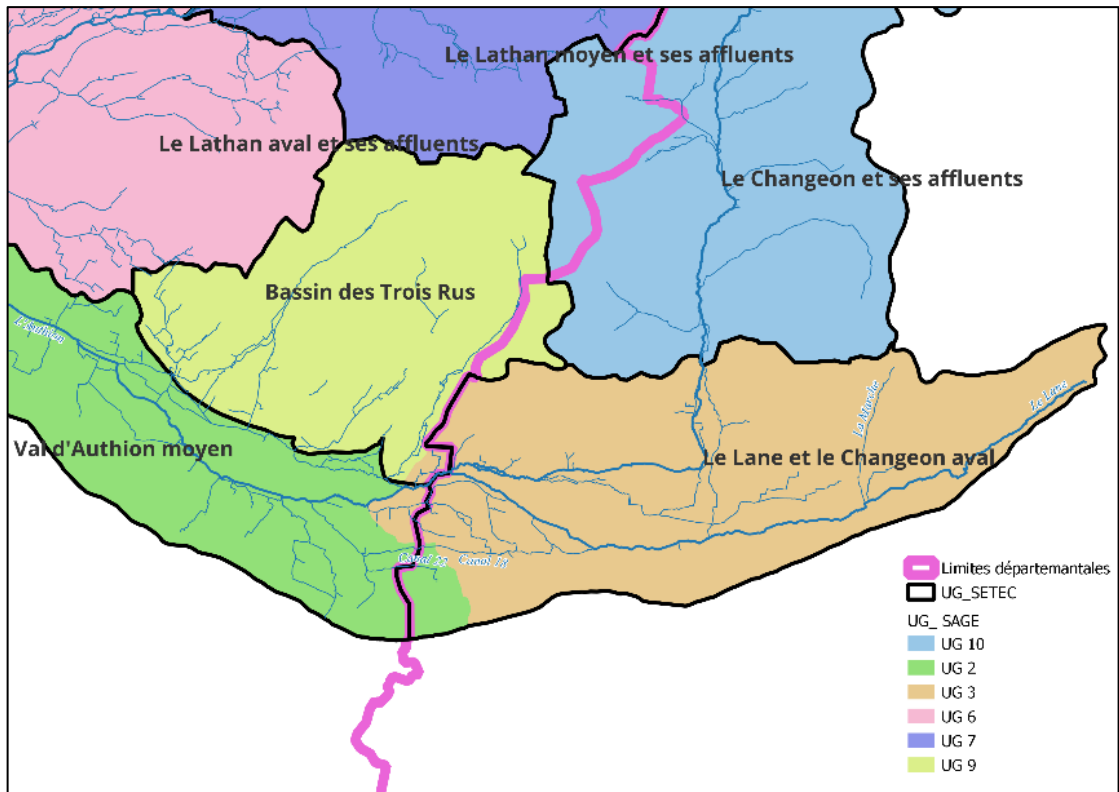 Le Lathan moyen et ses affluents
Le Lathan aval et ses affluents
Le Changeon et ses affluents
Bassin des Trois Rus
L'Authion
Val d'Authion moyen
La Marche
Le Lane
Le Lane et le Changeon aval
Canal 22
Canal 18
Limites départemantales
UG_SETEC
UG_ SAGE
UG 10
UG 2
UG 3
UG 6
UG 7
UG 9